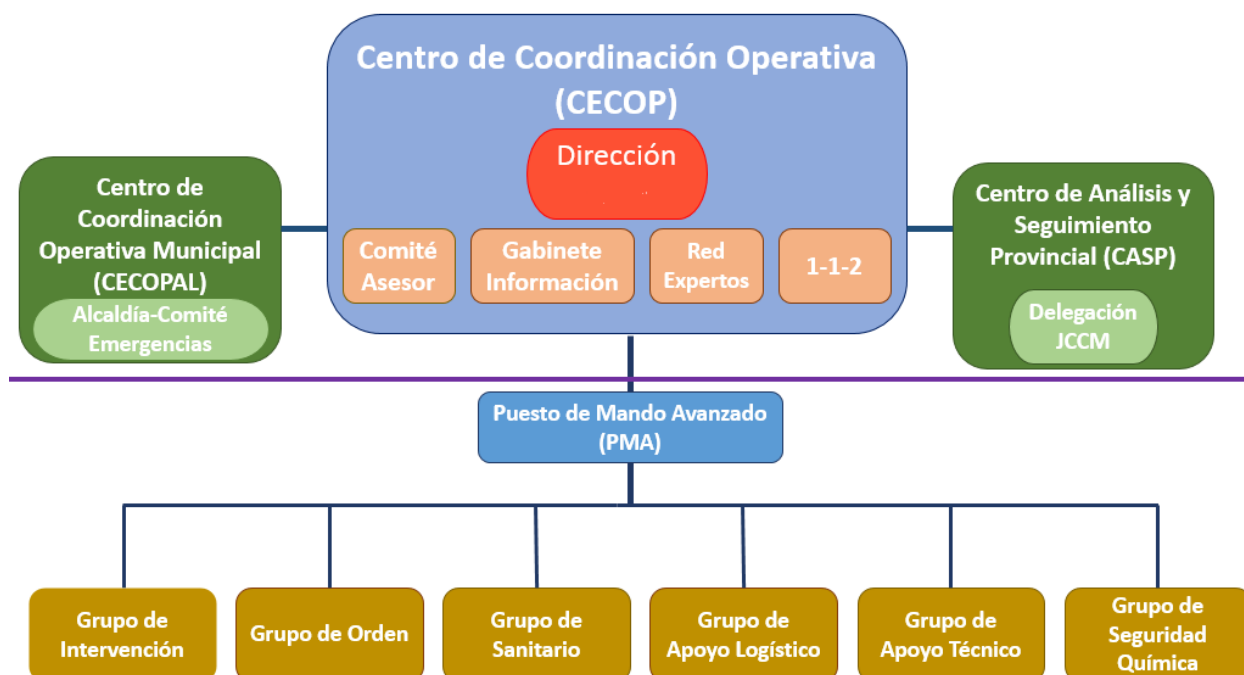 Centro de Coordinación Operativa
(CECOP)
Dirección
Comité
Asesor
Gabinete
Información
Red
Expertos
1-1-2
Centro de
Coordinación
Operativa Municipal
(CECOPAL)
Alcaldía-Comité
Emergencias
Centro de Análisis y
Seguimiento
Provincial (CASP)
Delegación
JCCM
Puesto de Mando Avanzado
(PMA)
Grupo de
Intervención
Grupo de Orden
Grupo de
Sanitario
Grupo de
Apoyo Logístico
Grupo de
Apoyo Técnico
Grupo de
Seguridad
Química